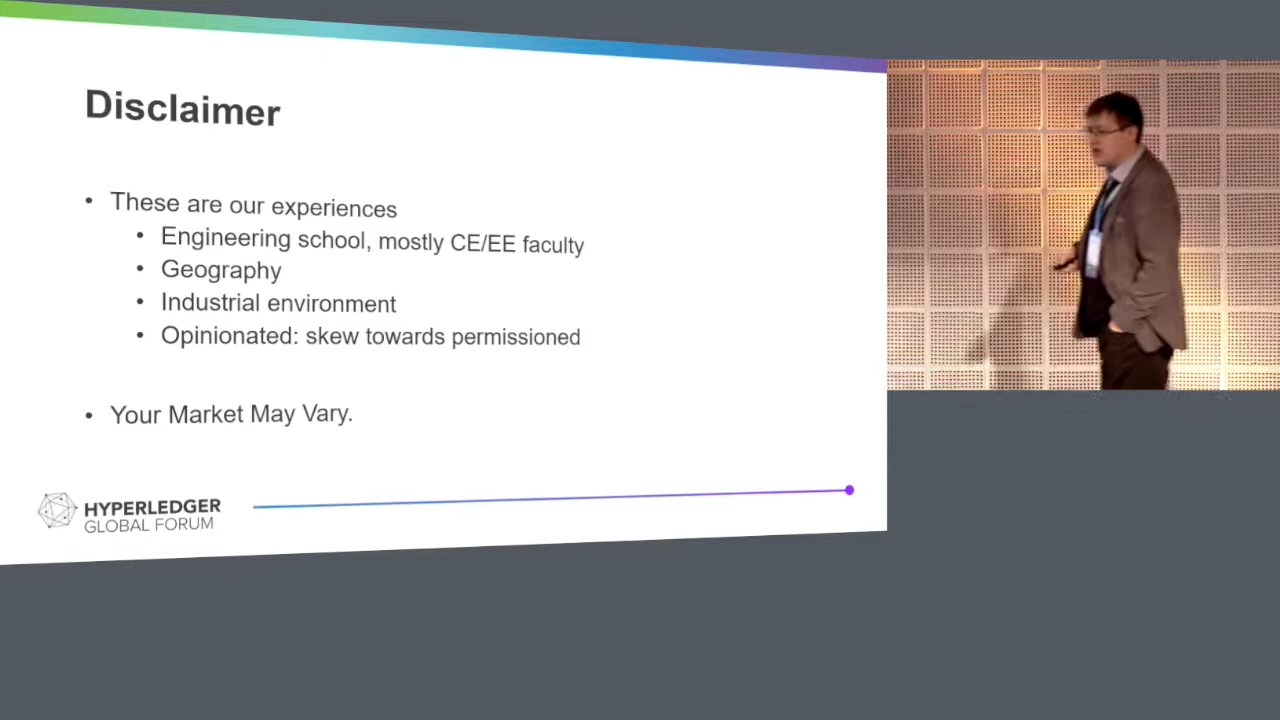 Disclaimer
• These are our experiences
• Engineering school, mostly CE/EE faculty
• Geography
• Industrial environment
• Opinionated: skew towards permissioned
• Your Market May Vary.
HYPERLEDGER
GLOBAL FORUM